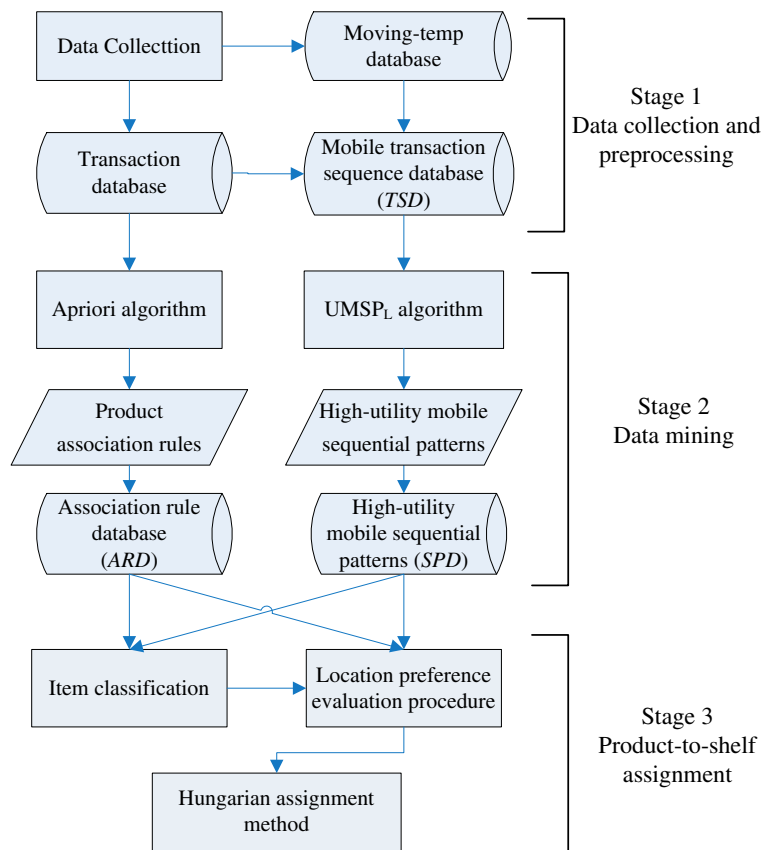 Data Collecttion
Moving-temp
database
Stage 1
Data collection and
preprocessing
Transaction
database
Mobile transaction
sequence database
(TSD)
Apriori algorithm
UMSPL algorithm
Product
association rules
High-utility mobile
sequential patterns
Stage 2
Data mining
Association rule
database
(ARD)
High-utility
mobile sequential
patterns (SPD)
Item classification
Location preference
evaluation procedure
Stage 3
Product-to-shelf
assignment
Hungarian assignment
method